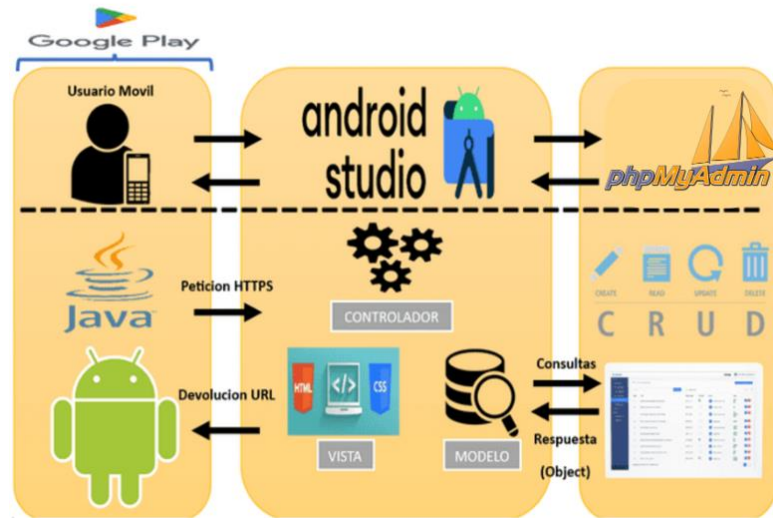 Google Play
Usuario Movil
android
studio
phpMyAdmin
Java
Peticion HTTPS
CONTROLADOR
CREATE READ UPDATE DELETE
C R U D
Devolucion URL
HTML
</>
CSS
VISTA
MODELO
Consultas
Respuesta
(Object)